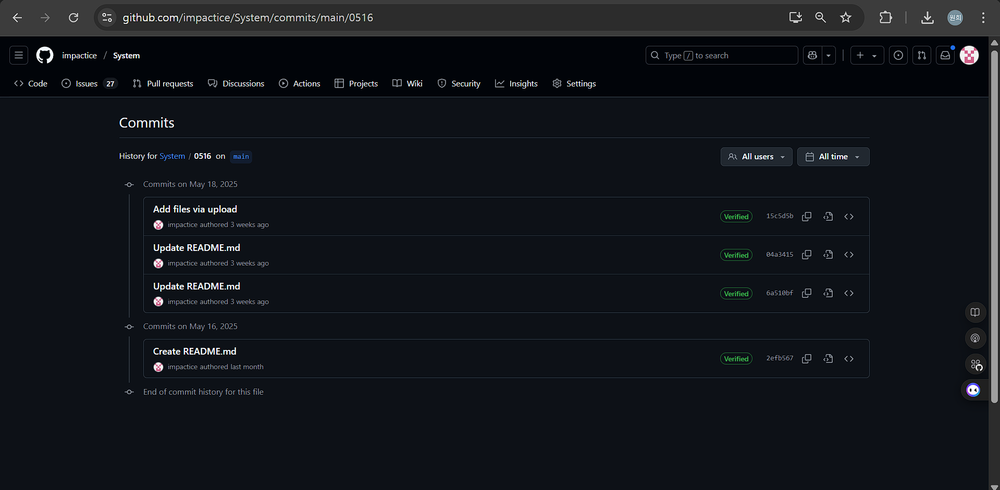 github.com/impactice/System/commits/main/0516
원희
impactice / System
Type / to search
Code
Issues 27
Pull requests
Discussions
Actions
Projects
Wiki
Security
Insights
Settings
Commits
History for System / 0516 on main
All users
All time
Commits on May 18, 2025
Add files via upload
impactice authored 3 weeks ago
Verified
15c5d5b
Update README.md
impactice authored 3 weeks ago
Verified
04a3415
Update README.md
impactice authored 3 weeks ago
Verified
6a510bf
Commits on May 16, 2025
Create README.md
impactice authored last month
Verified
2efb567
End of commit history for this file